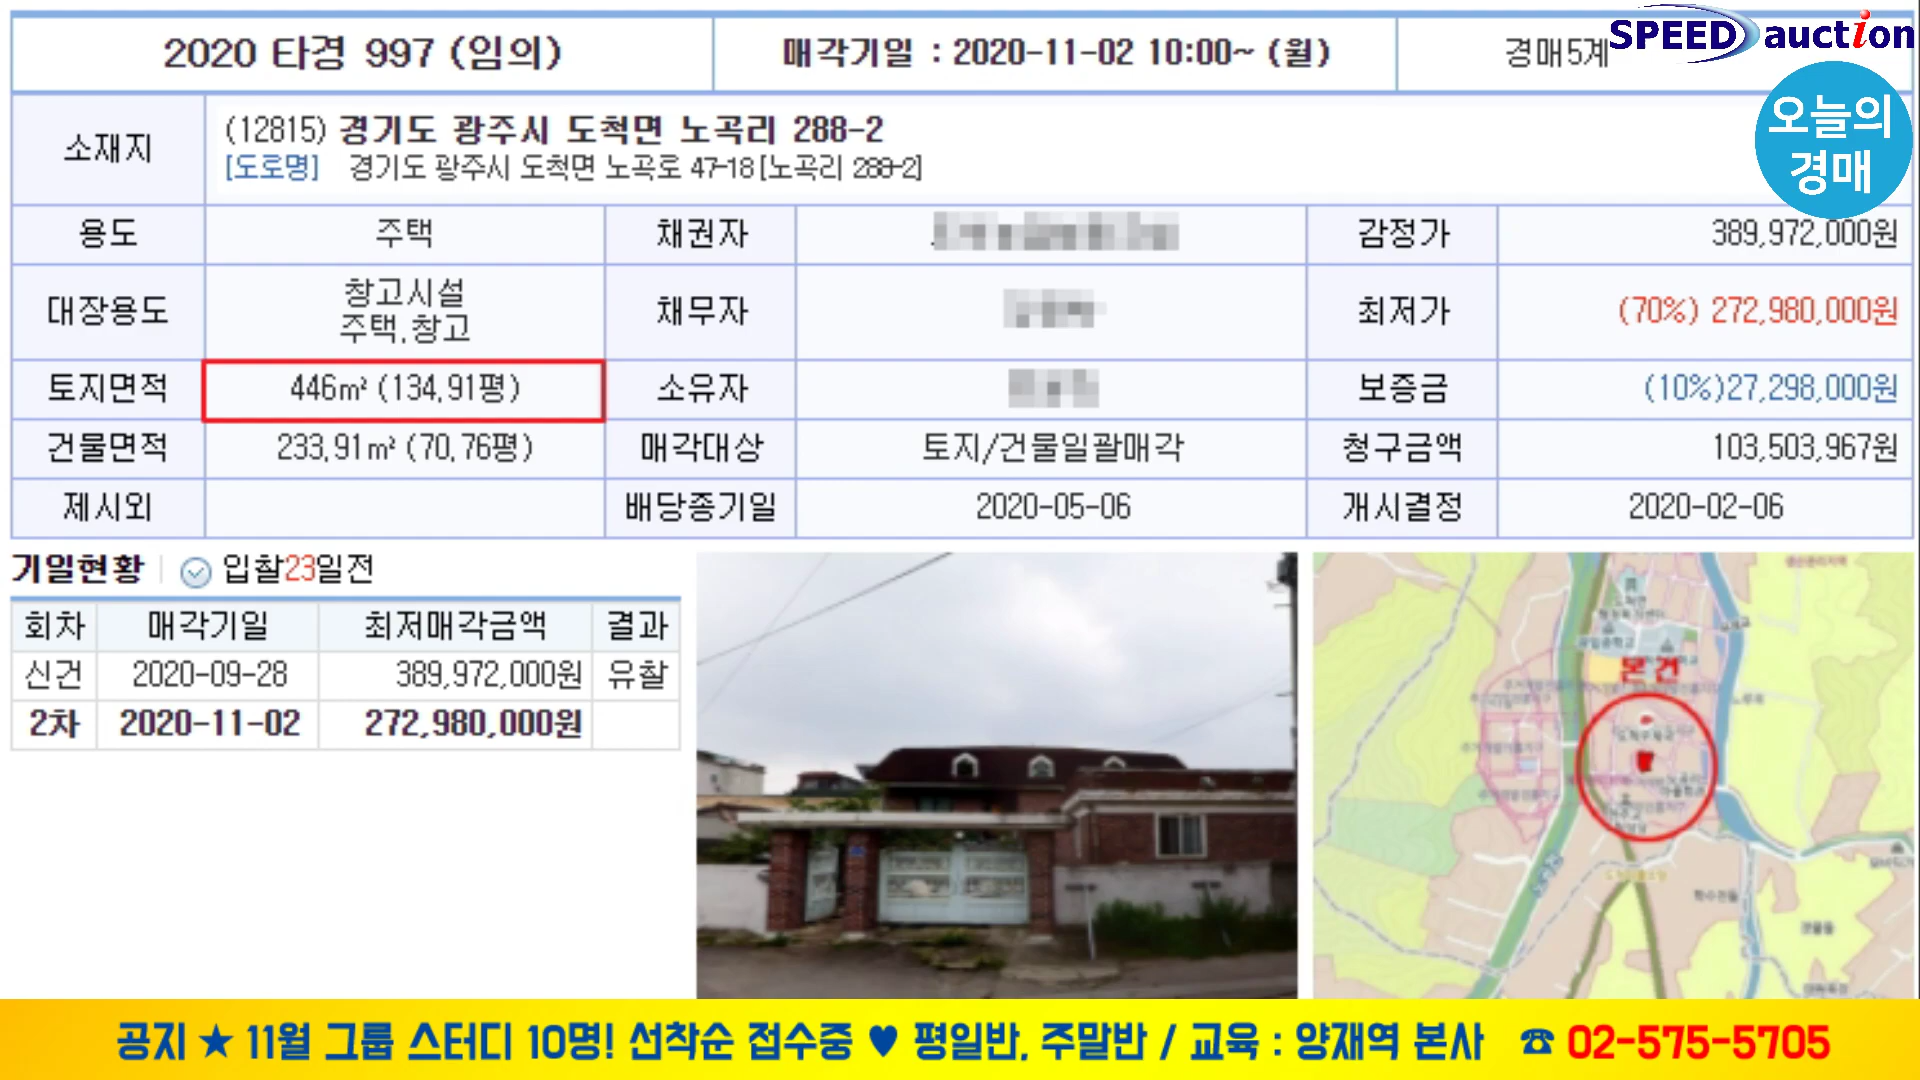 2020 타경 997 (임의)
매각기일 : 2020-11-02 10:00~ (월)
경매5계
SPEED auction
오늘의
경매
소재지
(12815) 경기도 광주시 도척면 노곡리 288-2
[도로명] 경기도 광주시 도척면 노곡로 47-18 [노곡리 288-2]
용도
주택
채권자
감정가
389,972,000원
대장용도
창고시설
주택,창고
채무자
최저가
(70%) 272,980,000원
토지면적
446㎡ (134.91평)
소유자
보증금
(10%)27,298,000원
건물면적
233.91㎡ (70.76평)
매각대상
토지/건물일괄매각
청구금액
103,503,967원
제시외
배당종기일
2020-05-06
개시결정
2020-02-06
기일현황
입찰23일전
회차 매각기일 최저매각금액 결과
신건 2020-09-28 389,972,000원 유찰
2차 2020-11-02 272,980,000원
본건
공지 ★ 11월 그룹 스터디 10명! 선착순 접수중 ♥ 평일반, 주말반 / 교육 : 양재역 본사 ☎ 02-575-5705